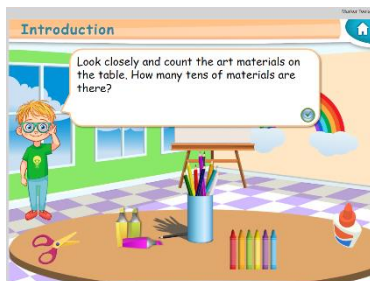 Introduction
Look closely and count the art materials on
the table. How many tens of materials are
there?